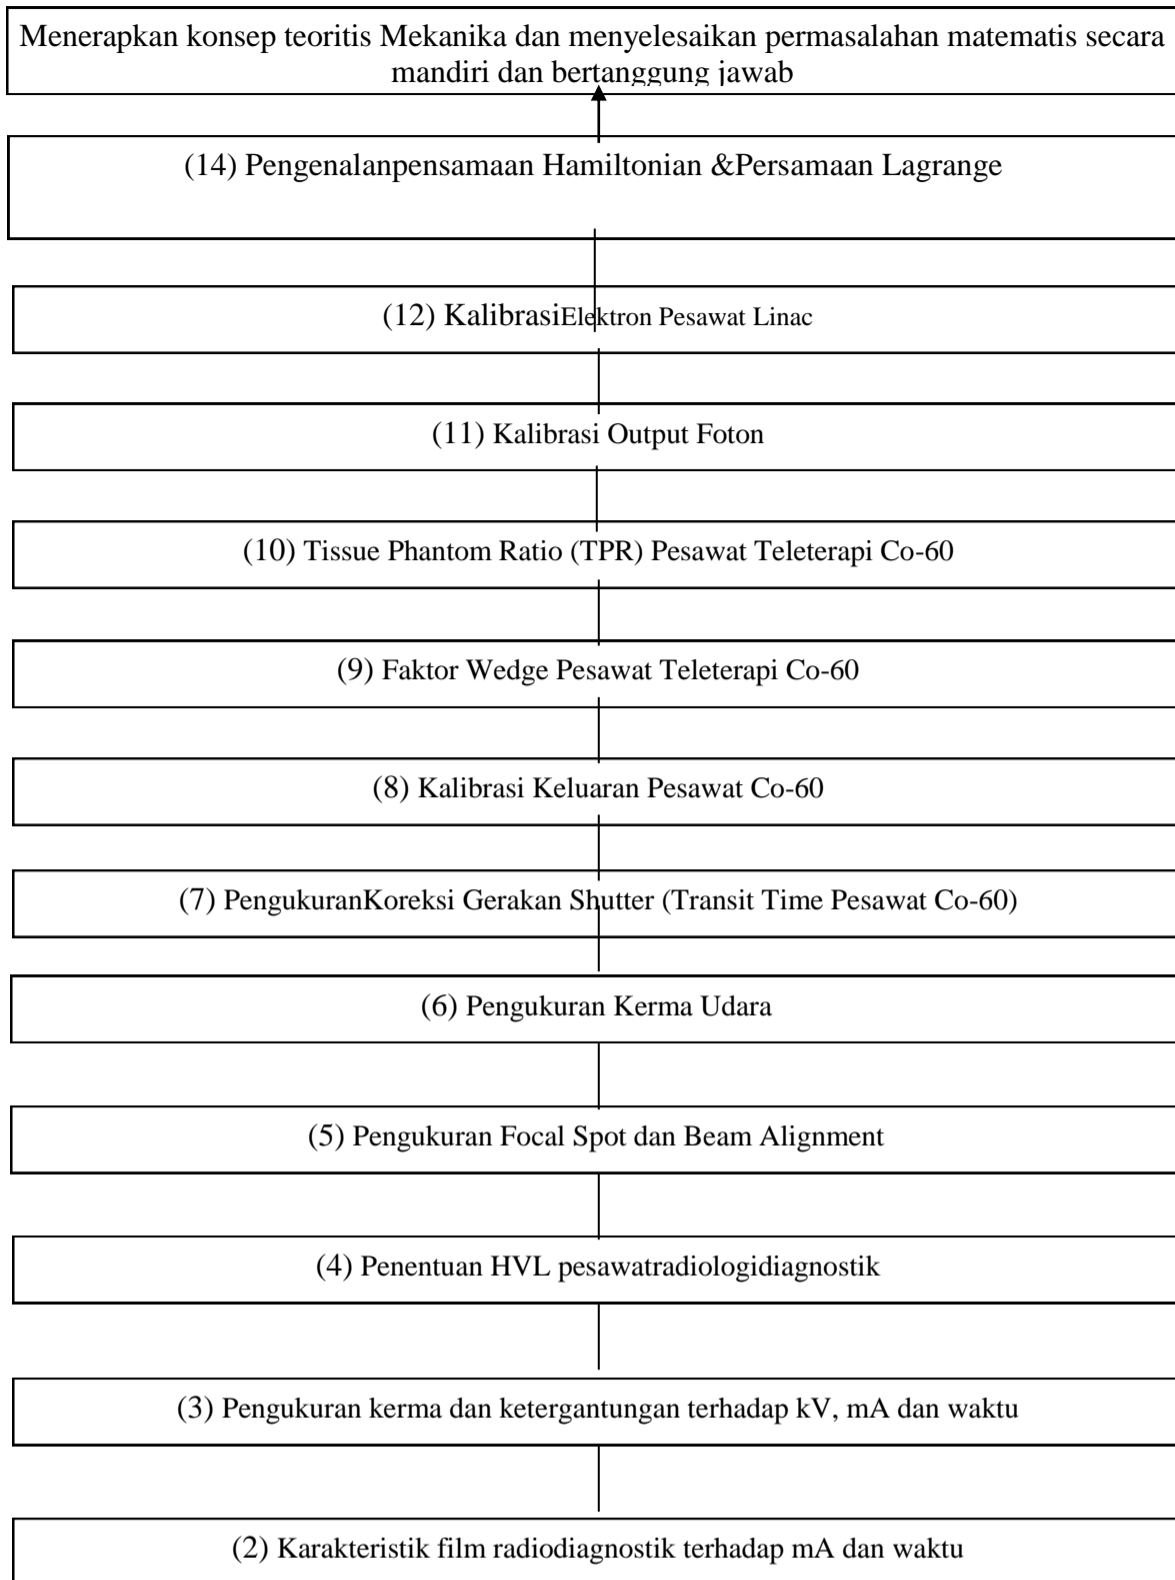 Menerapkan konsep teoritis Mekanika dan menyelesaikan permasalahan matematis secara
mandiri dan bertanggung jawab
(14) Pengenalanpensamaan Hamiltonian &Persamaan Lagrange
(12) KalibrasiElektron Pesawat Linac
(11) Kalibrasi Output Foton
(10) Tissue Phantom Ratio (TPR) Pesawat Teleterapi Co-60
(9) Faktor Wedge Pesawat Teleterapi Co-60
(8) Kalibrasi Keluaran Pesawat Co-60
(7) PengukuranKoreksi Gerakan Shutter (Transit Time Pesawat Co-60)
(6) Pengukuran Kerma Udara
(5) Pengukuran Focal Spot dan Beam Alignment
(4) Penentuan HVL pesawatradiologidiagnostik
(3) Pengukuran kerma dan ketergantungan terhadap kV, mA dan waktu
(2) Karakteristik film radiodiagnostik terhadap mA dan waktu